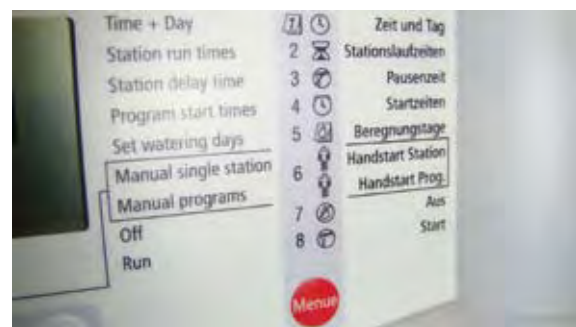 Time + Day 1 Zeit und Tag
Station run times 2 Stationslaufzeiten
Station delay time 3 Pausenzeit
Program start times 4 Startzeiten
Set watering days 5 Beregnungstage
Manual single station 6 Handstart Station
Manual programs Handstart Prog.
Off 7 Aus
Run 8 Start
Menue